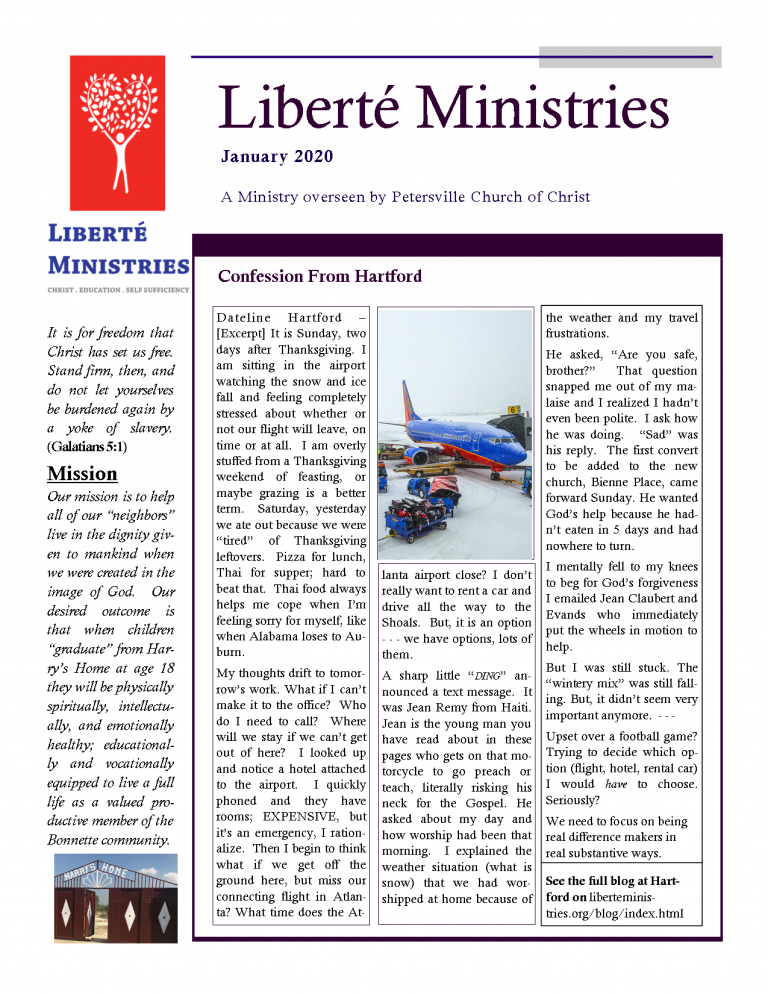 Liberté Ministries
January 2020
A Ministry overseen by Petersville Church of Christ
LIBERTÉ
MINISTRIES
CHRIST . EDUCATION . SELF SUFFICIENCY
It is for freedom that
Christ has set us free.
Stand firm, then, and
do not let yourselves
be burdened again by
a yoke of slavery.
(Galatians 5:1)
Mission
Our mission is to help
all of our “neighbors”
live in the dignity giv-
en to mankind when
we were created in the
image of God. Our
desired outcome is
that when children
“graduate” from Har-
ry’s Home at age 18
they will be physically
spiritually, intellectu-
ally, and emotionally
healthy; educational-
ly and vocationally
equipped to live a full
life as a valued pro-
ductive member of the
Bonnette community.
HARRY'S HOME
Confession From Hartford
Dateline Hartford –
[Excerpt] It is Sunday, two
days after Thanksgiving. I
am sitting in the airport
watching the snow and ice
fall and feeling completely
stressed about whether or
not our flight will leave, on
time or at all. I am overly
stuffed from a Thanksgiving
weekend of feasting, or
maybe grazing is a better
term. Saturday, yesterday
we ate out because we were
“tired” of Thanksgiving
leftovers. Pizza for lunch,
Thai for supper; hard to
beat that. Thai food always
helps me cope when I’m
feeling sorry for myself, like
when Alabama loses to Au-
burn.
My thoughts drift to tomor-
row’s work. What if I can’t
make it to the office? Who
do I need to call? Where
will we stay if we can’t get
out of here? I looked up
and notice a hotel attached
to the airport. I quickly
phoned and they have
rooms; EXPENSIVE, but
it’s an emergency, I ration-
alize. Then I begin to think
what if we get off the
ground here, but miss our
connecting flight in Atlan-
ta? What time does the At-
6
lanta airport close? I don’t
really want to rent a car and
drive all the way to the
Shoals. But, it is an option
- - - we have options, lots of
them.
A sharp little “DING” an-
nounced a text message. It
was Jean Remy from Haiti.
Jean is the young man you
have read about in these
pages who gets on that mo-
torcycle to go preach or
teach, literally risking his
neck for the Gospel. He
asked about my day and
how worship had been that
morning. I explained the
weather situation (what is
snow) that we had wor-
shipped at home because of
the weather and my travel
frustrations.
He asked, “Are you safe,
brother?” That question
snapped me out of my ma-
laise and I realized I hadn’t
even been polite. I ask how
he was doing. “Sad” was
his reply. The first convert
to be added to the new
church, Bienne Place, came
forward Sunday. He wanted
God’s help because he had-
n’t eaten in 5 days and had
nowhere to turn.
I mentally fell to my knees
to beg for God’s forgiveness
I emailed Jean Claubert and
Evands who immediately
put the wheels in motion to
help.
But I was still stuck. The
“wintery mix” was still fall-
ing. But, it didn’t seem very
important anymore. - - -
Upset over a football game?
Trying to decide which op-
tion (flight, hotel, rental car)
I would have to choose.
Seriously?
We need to focus on being
real difference makers in
real substantive ways.
See the full blog at Hart-
ford on liberteminis-
tries.org/blog/index.html